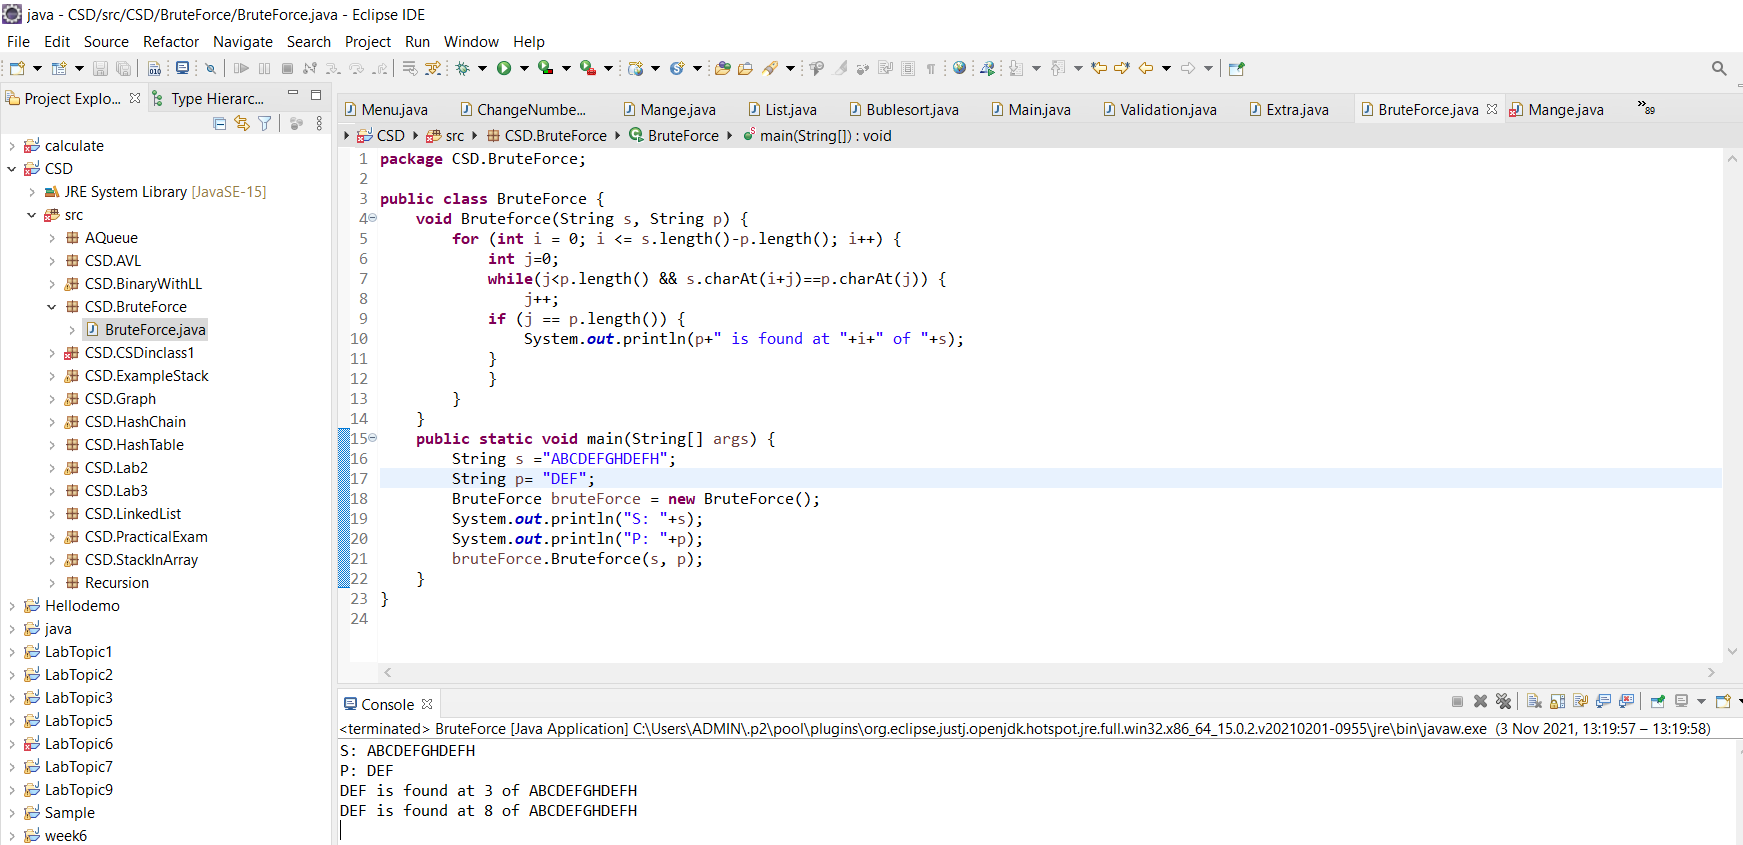 java - CSD/src/CSD/BruteForce/BruteForce.java - Eclipse IDE
File Edit Source Refactor Navigate Search Project Run Window Help
Project Explo... Type Hierarc...
calculate
CSD
JRE System Library [JavaSE-15]
src
AQueue
CSD.AVL
CSD.BinaryWithLL
CSD.BruteForce
BruteForce.java
CSD.CSDinclass1
CSD.ExampleStack
CSD.Graph
CSD.HashChain
CSD.HashTable
CSD.Lab2
CSD.Lab3
CSD.LinkedList
CSD.PracticalExam
CSD.StackInArray
Recursion
Hellodemo
java
LabTopic1
LabTopic2
LabTopic3
LabTopic5
LabTopic6
LabTopic7
LabTopic9
Sample
week6
Menu.java ChangeNumbe... Mange.java List.java Bublesort.java Main.java Validation.java Extra.java BruteForce.java Mange.java »89
CSD src CSD.BruteForce BruteForce main(String[]) : void
1 package CSD.BruteForce;
2
3 public class BruteForce {
4 void Bruteforce(String s, String p) {
5 for (int i = 0; i <= s.length()-p.length(); i++) {
6 int j=0;
7 while(j<p.length() && s.charAt(i+j)==p.charAt(j)) {
8 j++;
9 if (j == p.length()) {
10 System.out.println(p+" is found at "+i+" of "+s);
11 }
12 }
13 }
14 }
15 public static void main(String[] args) {
16 String s ="ABCDEFGHDEFH";
17 String p= "DEF";
18 BruteForce bruteForce = new BruteForce();
19 System.out.println("S: "+s);
20 System.out.println("P: "+p);
21 bruteForce.Bruteforce(s, p);
22 }
23 }
24
Console
<terminated> BruteForce [Java Application] C:\Users\ADMIN\.p2\pool\plugins\org.eclipse.justj.openjdk.hotspot.jre.full.win32.x86_64_15.0.2.v20210201-0955\jre\bin\javaw.exe (3 Nov 2021, 13:19:57 – 13:19:58)
S: ABCDEFGHDEFH
P: DEF
DEF is found at 3 of ABCDEFGHDEFH
DEF is found at 8 of ABCDEFGHDEFH